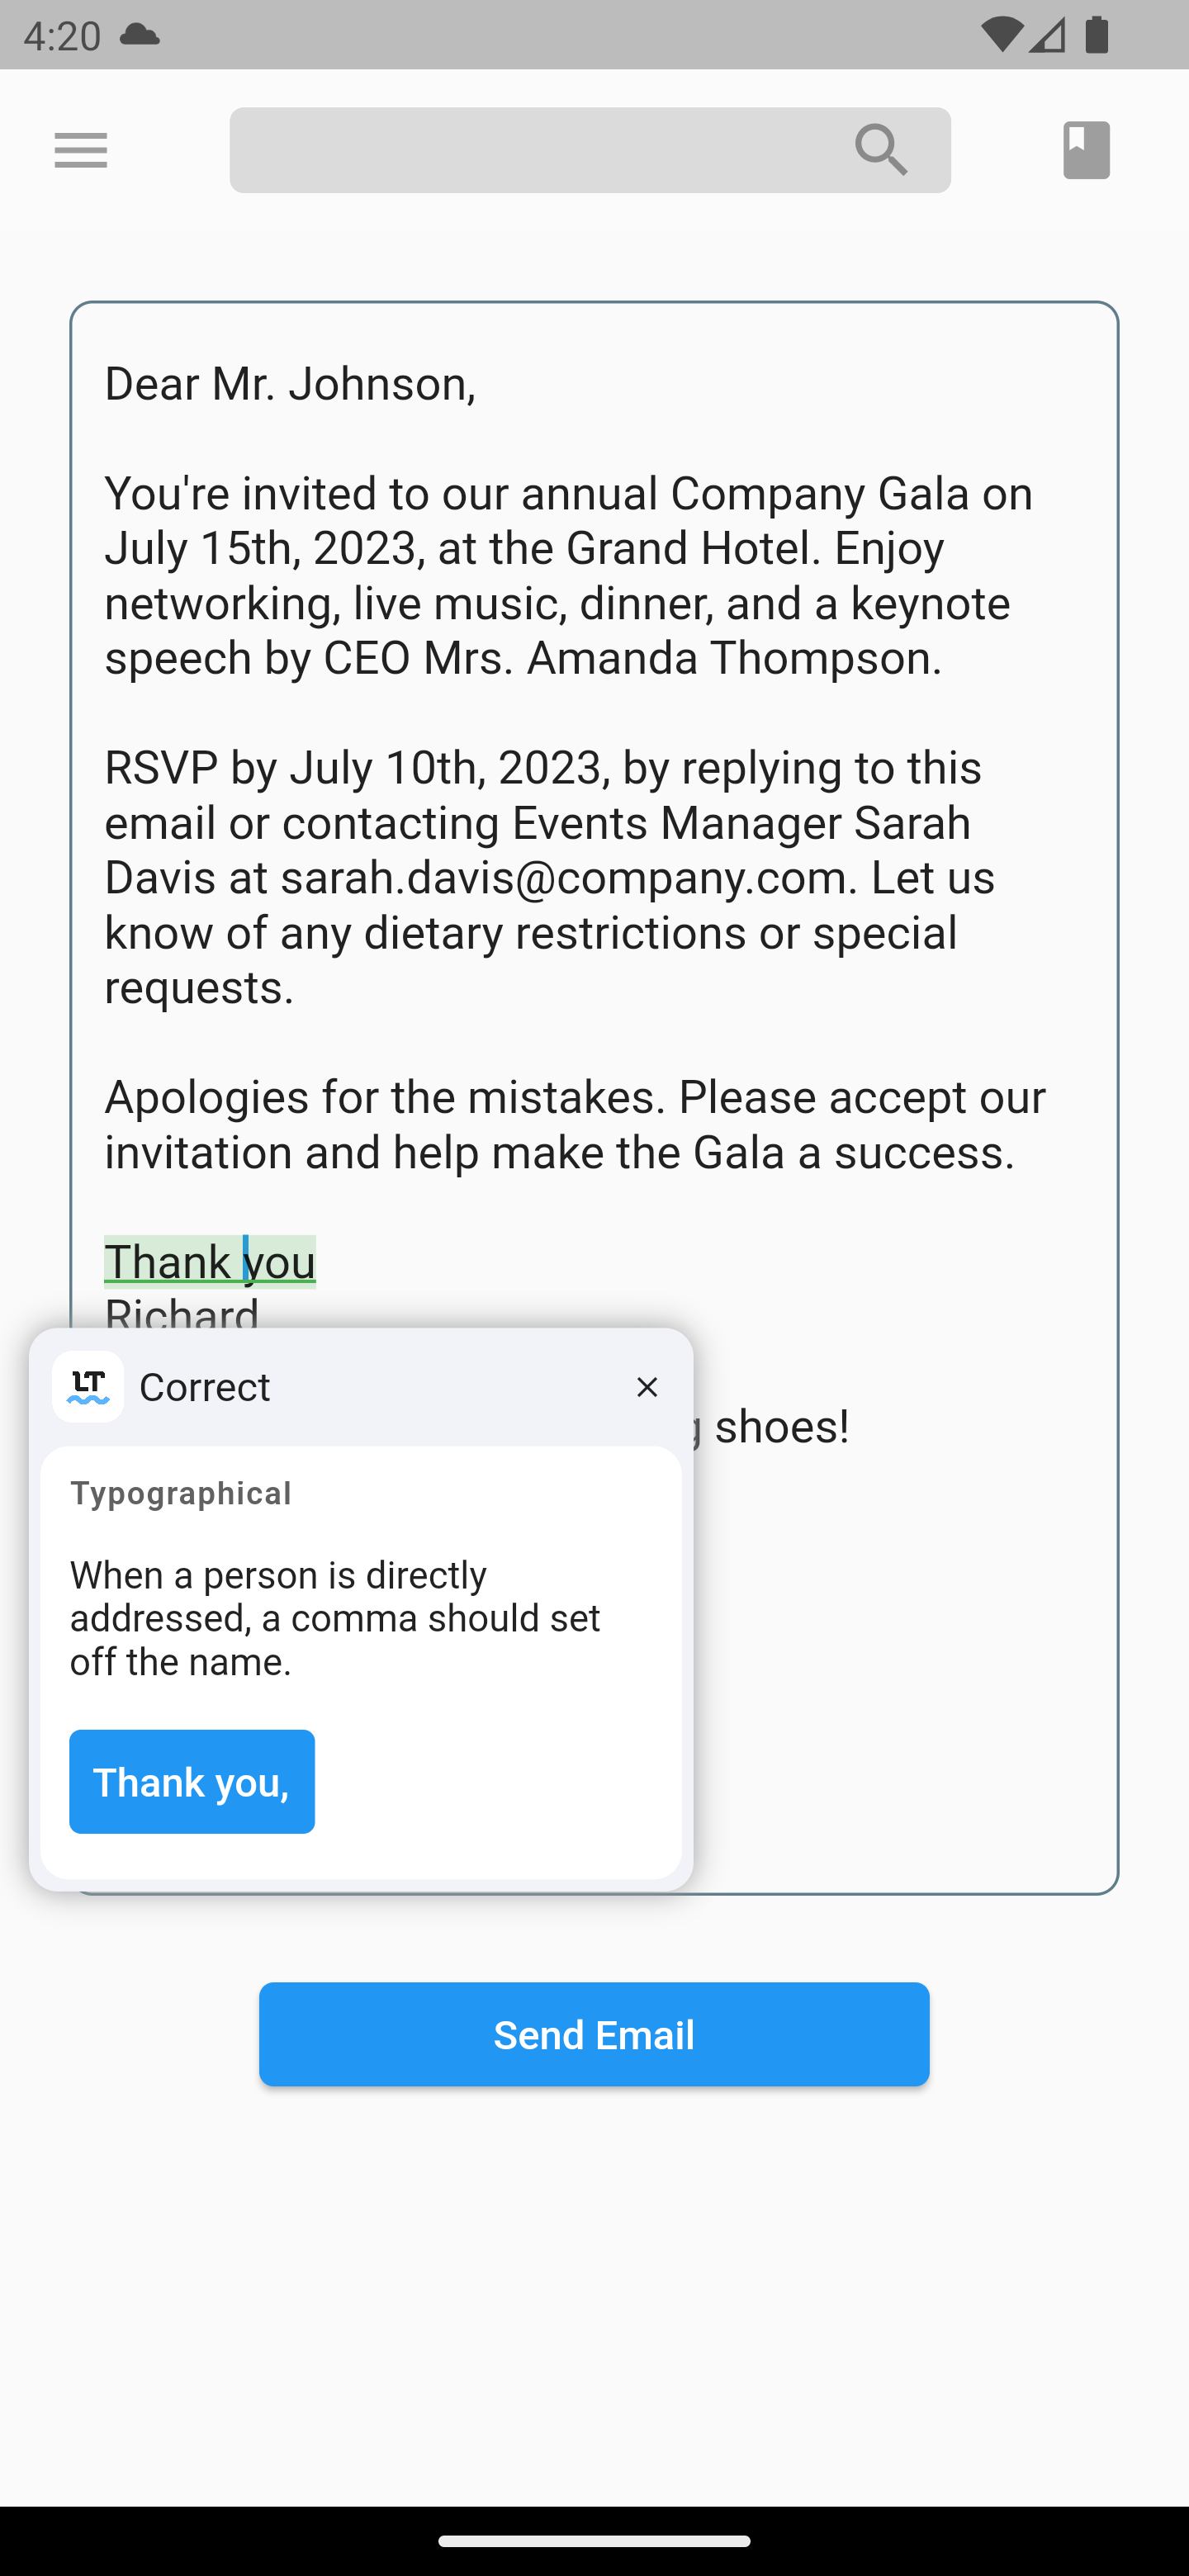 4:20
Dear Mr. Johnson,
You're invited to our annual Company Gala on
July 15th, 2023, at the Grand Hotel. Enjoy
networking, live music, dinner, and a keynote
speech by CEO Mrs. Amanda Thompson.
RSVP by July 10th, 2023, by replying to this
email or contacting Events Manager Sarah
Davis at sarah.davis@company.com. Let us
know of any dietary restrictions or special
requests.
Apologies for the mistakes. Please accept our
invitation and help make the Gala a success.
Thank you
Richard
LT Correct
shoes!
Typographical
When a person is directly
addressed, a comma should set
off the name.
Thank you,
Send Email